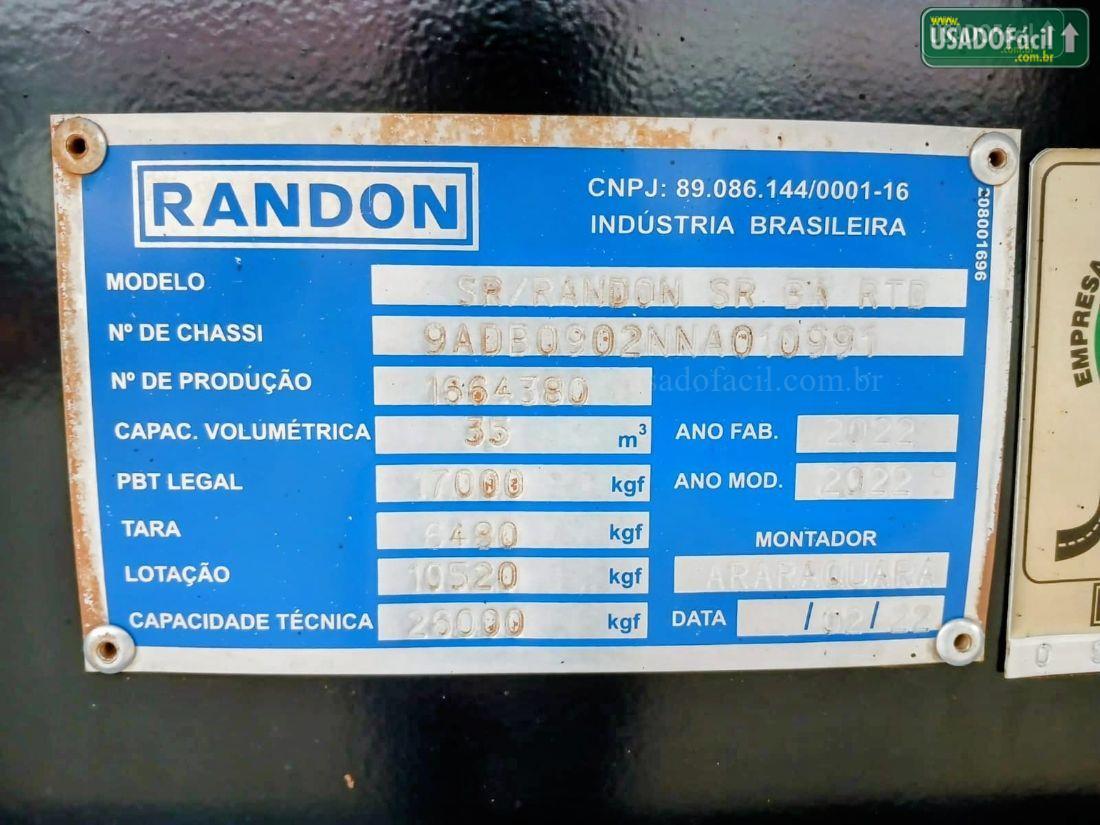 www.
USADOFácil
.com.br
RANDON
CNPJ: 89.086.144/0001-16
INDÚSTRIA BRASILEIRA
208001696
MODELO SR/RANDON SR BA RTB
Nº DE CHASSI 9ADB0902NNA010991
Nº DE PRODUÇÃO 1664380
usadofacil.com.br
CAPAC. VOLUMÉTRICA 35 m³ ANO FAB. 2022
PBT LEGAL 17000 kgf ANO MOD. 2022
TARA 6480 kgf
MONTADOR
LOTAÇÃO 10520 kgf ARARAQUARA
CAPACIDADE TÉCNICA 26000 kgf DATA /02/22
EMPRESA